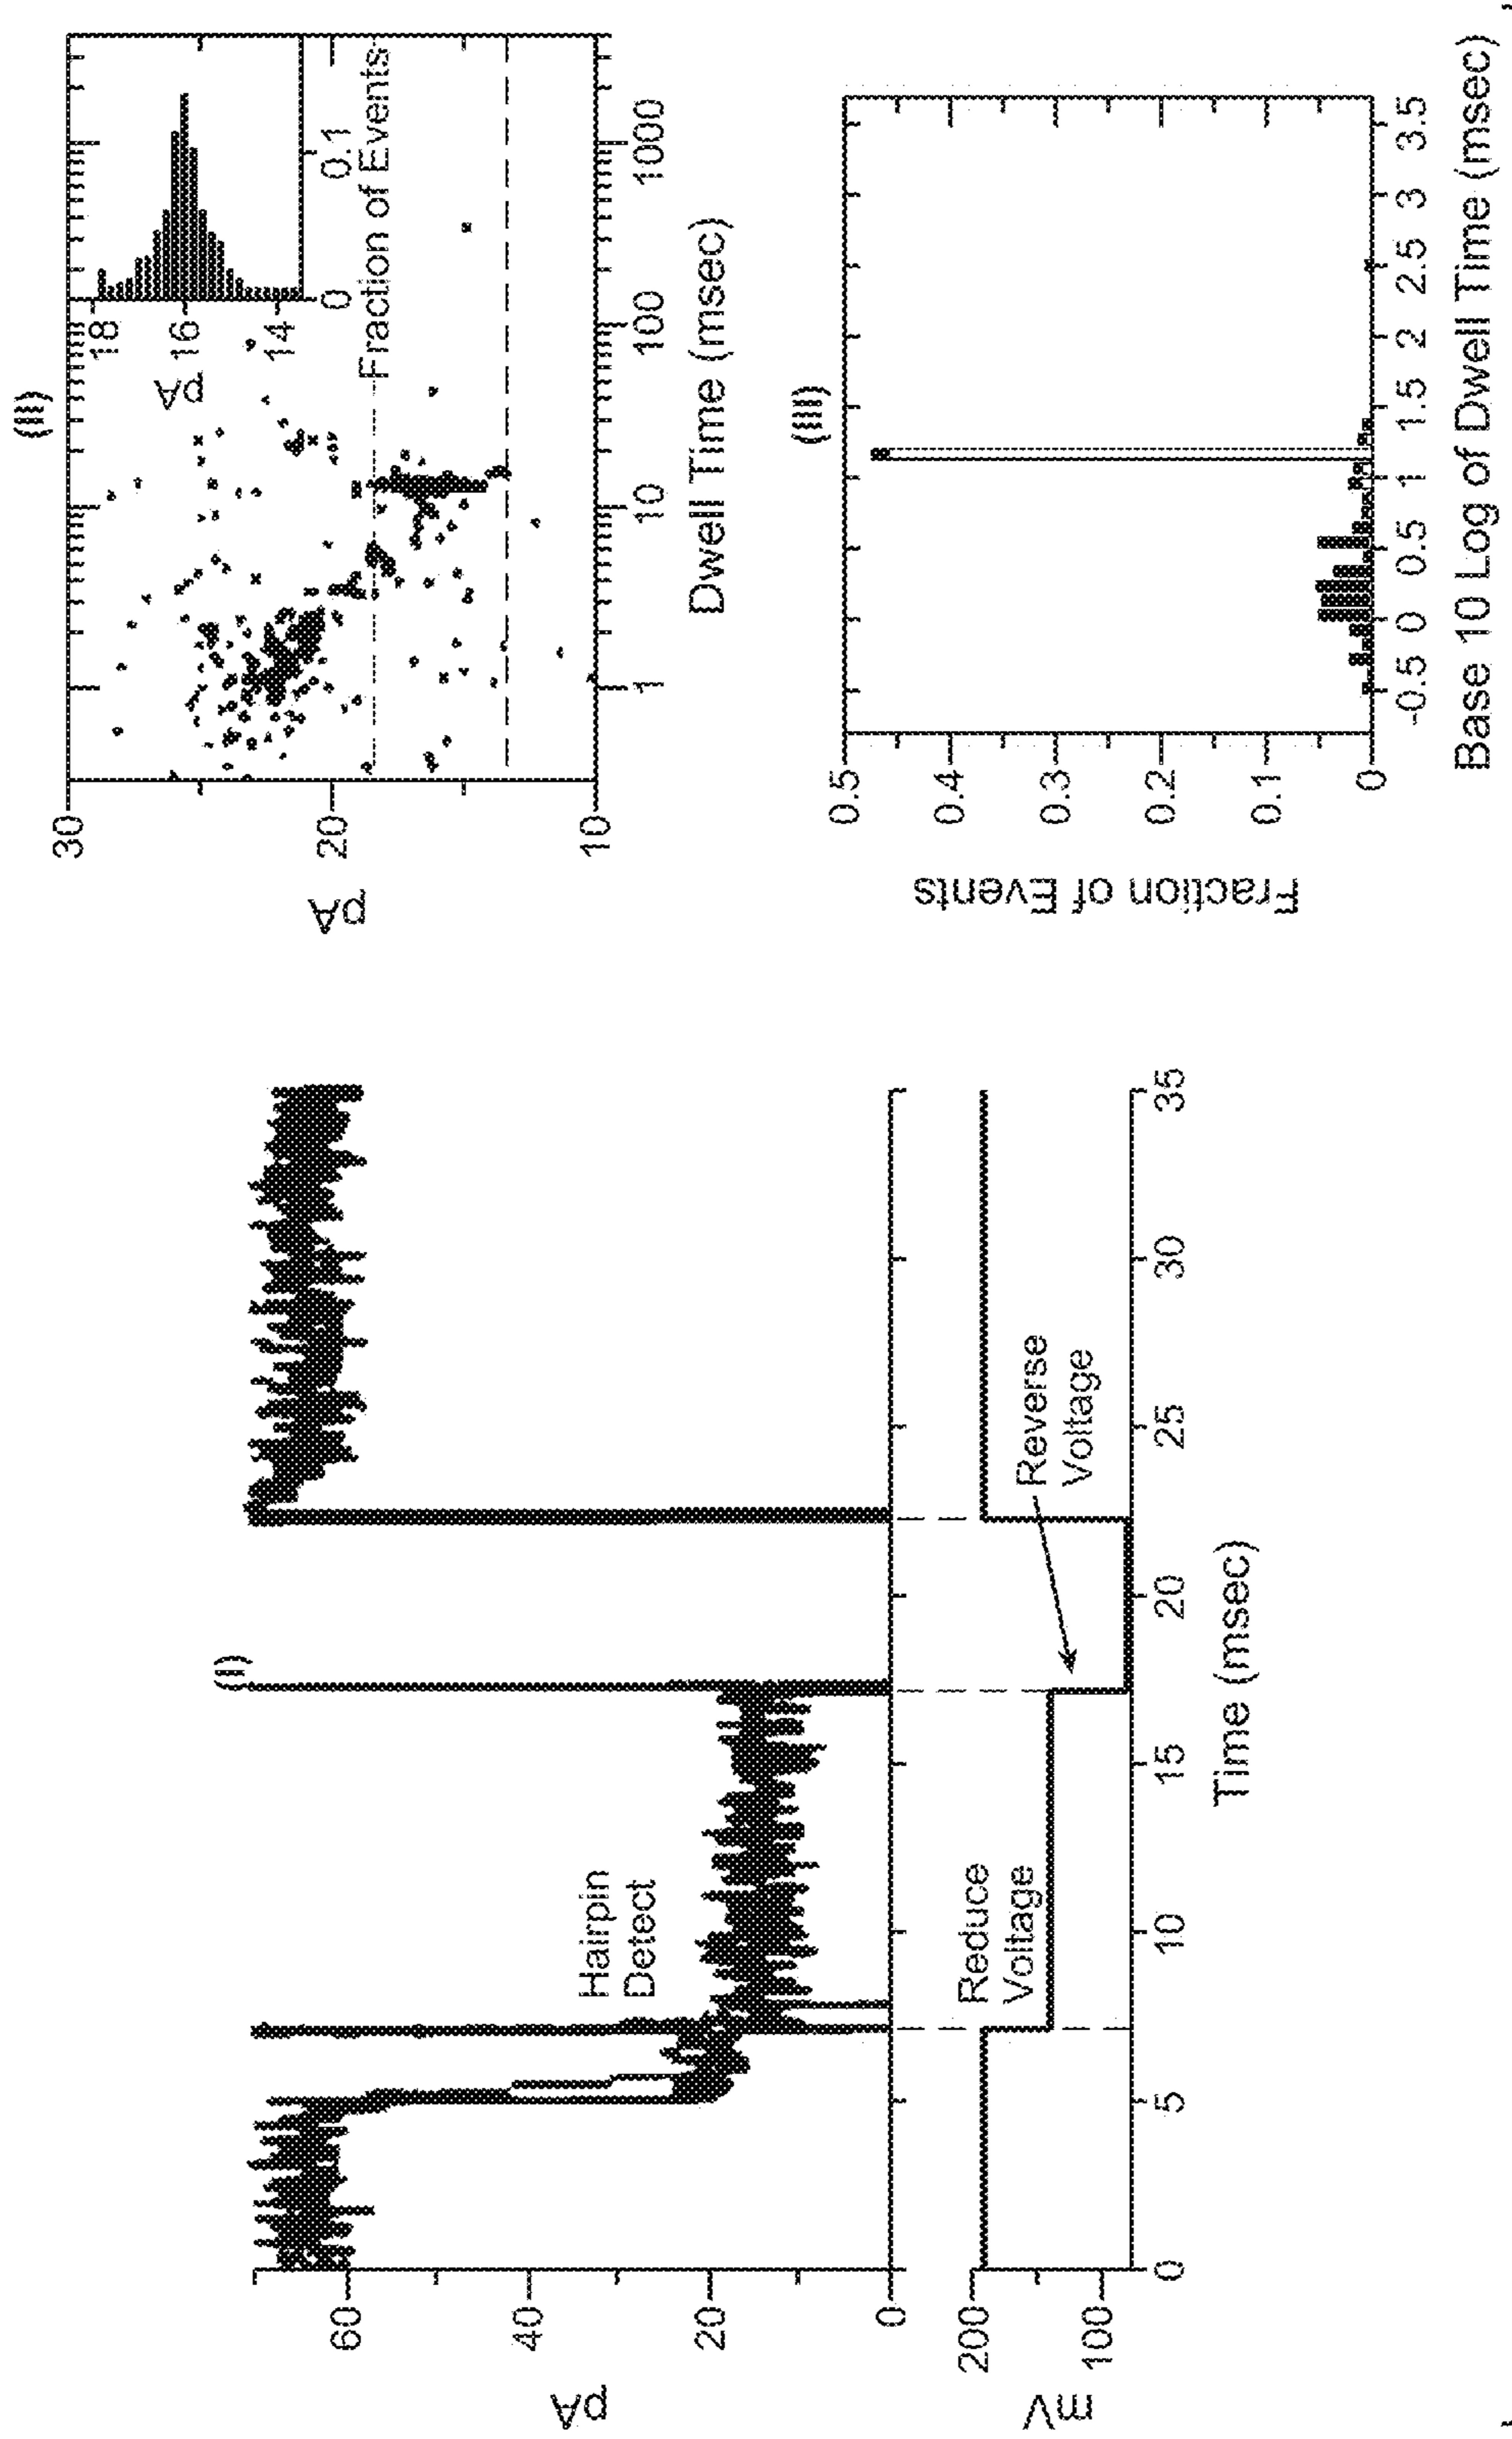 (I)
pA
60
40
20
0
Hairpin
Detect
mV
200
100
Reduce
Voltage
Reverse
Voltage
0 5 10 15 20 25 30 35
Time (msec)
(II)
pA
30
20
10
pA
18
16
14
0 0.1
Fraction of Events
1 10 100 1000
Dwell Time (msec)
(III)
Fraction of Events
0.5
0.4
0.3
0.2
0.1
0
-0.5 0 0.5 1 1.5 2 2.5 3 3.5
Base 10 Log of Dwell Time (msec)